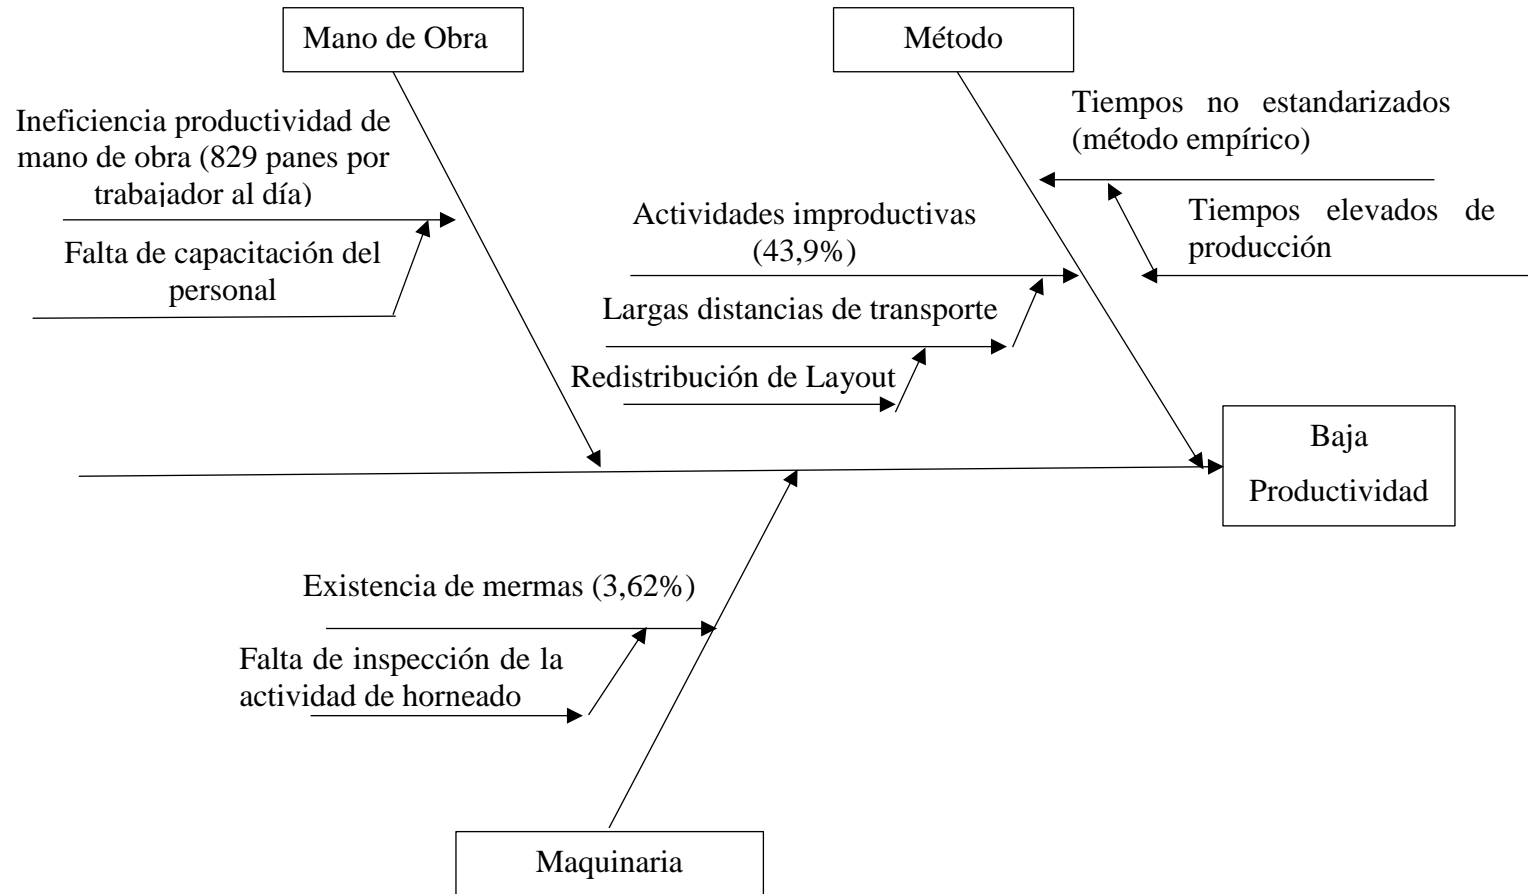 Mano de Obra
Método
Ineficiencia productividad de
mano de obra (829 panes por
trabajador al día)
Falta de capacitación del
personal
Tiempos no estandarizados
(método empírico)
Tiempos elevados de
producción
Actividades improductivas
(43,9%)
Largas distancias de transporte
Redistribución de Layout
Baja
Productividad
Existencia de mermas (3,62%)
Falta de inspección de la
actividad de horneado
Maquinaria